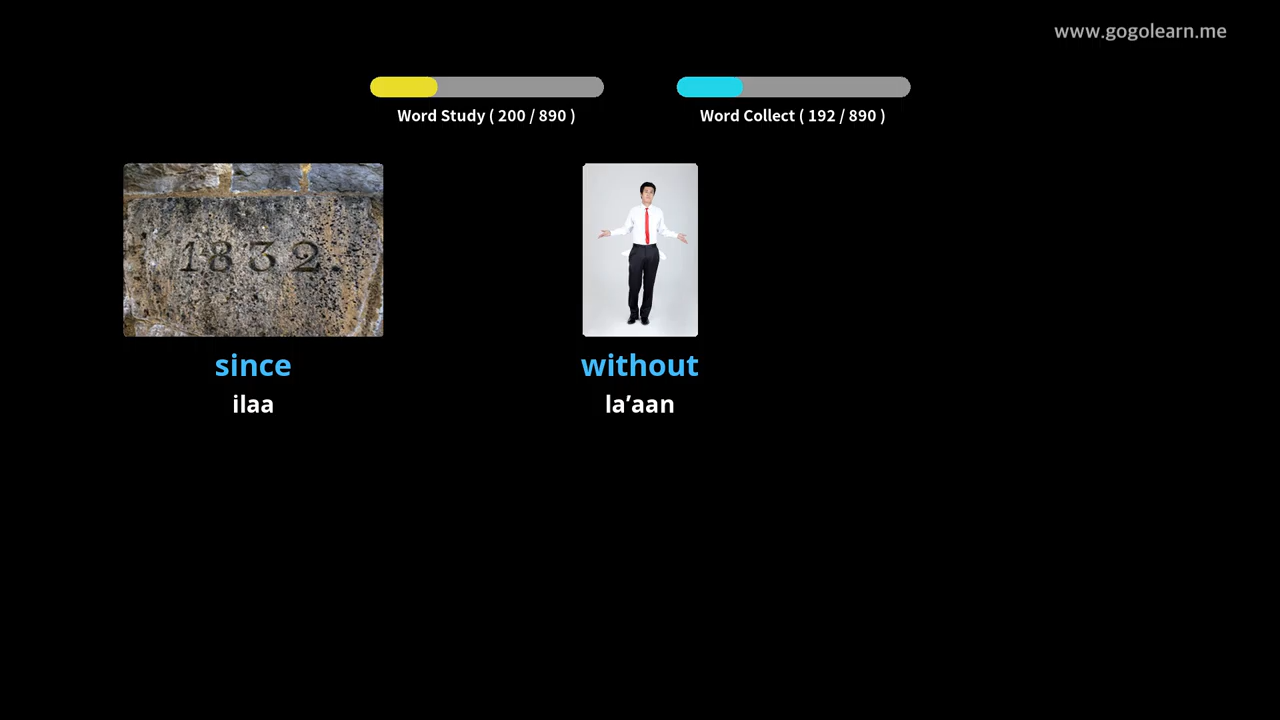 www.gogolearn.me
Word Study ( 200 / 890 )
Word Collect ( 192 / 890 )
1832.
since
ilaa
without
la’aan